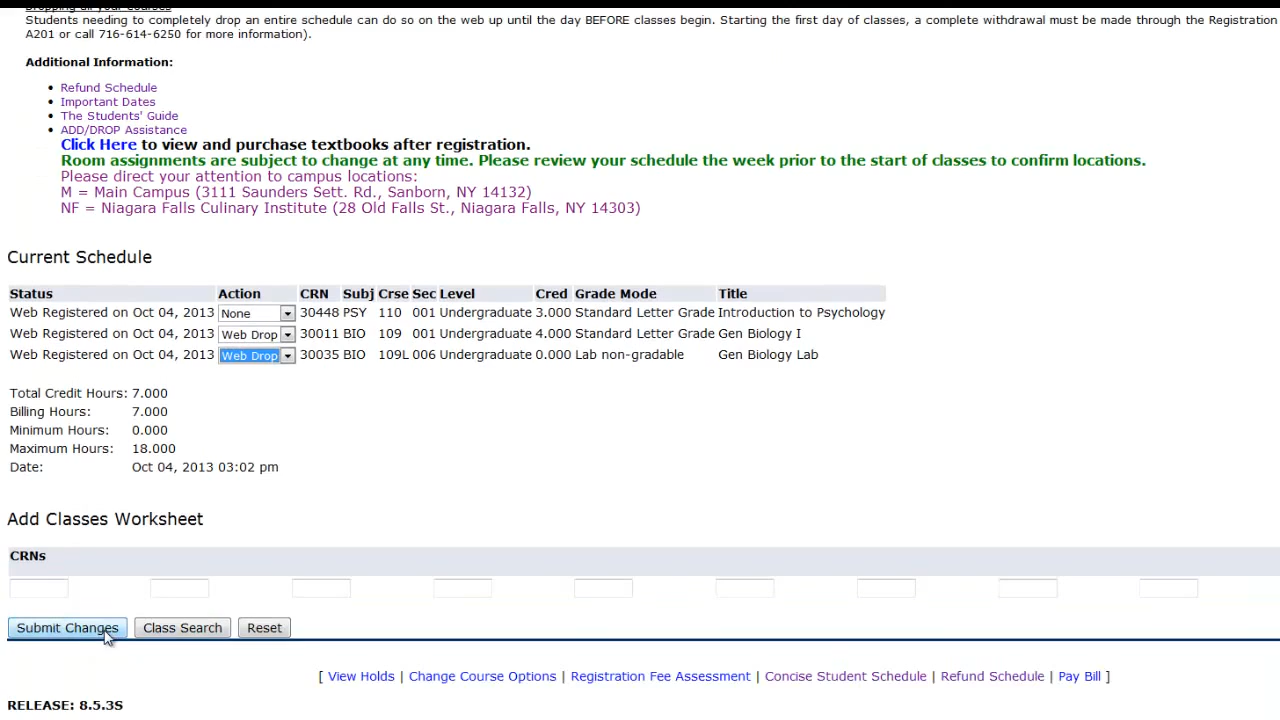 Dropping all your courses
Students needing to completely drop an entire schedule can do so on the web up until the day BEFORE classes begin. Starting the first day of classes, a complete withdrawal must be made through the Registration
A201 or call 716-614-6250 for more information).
Additional Information:
• Refund Schedule
• Important Dates
• The Students' Guide
• ADD/DROP Assistance
Click Here to view and purchase textbooks after registration.
Room assignments are subject to change at any time. Please review your schedule the week prior to the start of classes to confirm locations.
Please direct your attention to campus locations:
M = Main Campus (3111 Saunders Sett. Rd., Sanborn, NY 14132)
NF = Niagara Falls Culinary Institute (28 Old Falls St., Niagara Falls, NY 14303)
Current Schedule
Status Action CRN Subj Crse Sec Level Cred Grade Mode Title
Web Registered on Oct 04, 2013 None 30448 PSY 110 001 Undergraduate 3.000 Standard Letter Grade Introduction to Psychology
Web Registered on Oct 04, 2013 Web Drop 30011 BIO 109 001 Undergraduate 4.000 Standard Letter Grade Gen Biology I
Web Registered on Oct 04, 2013 Web Drop 30035 BIO 109L 006 Undergraduate 0.000 Lab non-gradable Gen Biology Lab
Total Credit Hours: 7.000
Billing Hours: 7.000
Minimum Hours: 0.000
Maximum Hours: 18.000
Date: Oct 04, 2013 03:02 pm
Add Classes Worksheet
CRNs
Submit Changes Class Search Reset
[ View Holds | Change Course Options | Registration Fee Assessment | Concise Student Schedule | Refund Schedule | Pay Bill ]
RELEASE: 8.5.3S